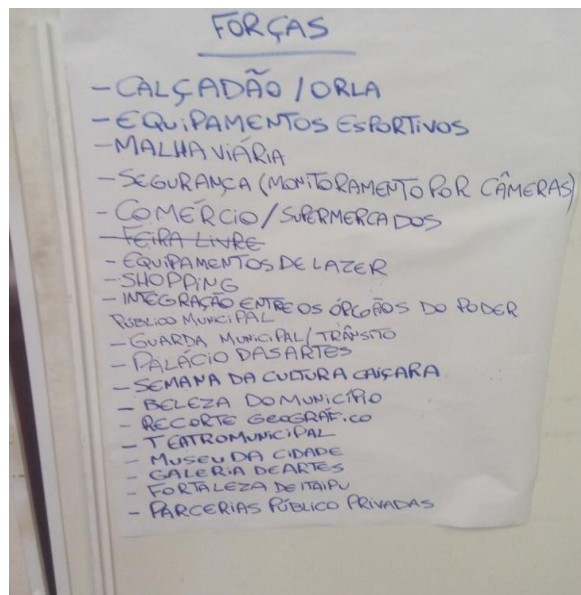 FORÇAS
- CALÇADÃO / ORLA
- EQUIPAMENTOS ESPORTIVOS
- MALHA VIÁRIA
- SEGURANÇA (MONITORAMENTO POR CÂMERAS)
- COMÉRCIO / SUPERMERCADOS
- FEIRA LIVRE
- EQUIPAMENTOS DE LAZER
- SHOPPING
- INTEGRAÇÃO ENTRE OS ÓRGÃOS DO PODER
PÚBLICO MUNICIPAL
- GUARDA MUNICIPAL / TRÂNSITO
- PALÁCIO DAS ARTES
- SEMANA DA CULTURA CAIÇARA
- BELEZA DO MUNICÍPIO
- RECORTE GEOGRÁFICO
- TEATRO MUNICIPAL
- MUSEU DA CIDADE
- GALERIA DE ARTES
- FORTALEZA DE ITAIPU
- PARCERIAS PÚBLICO PRIVADAS